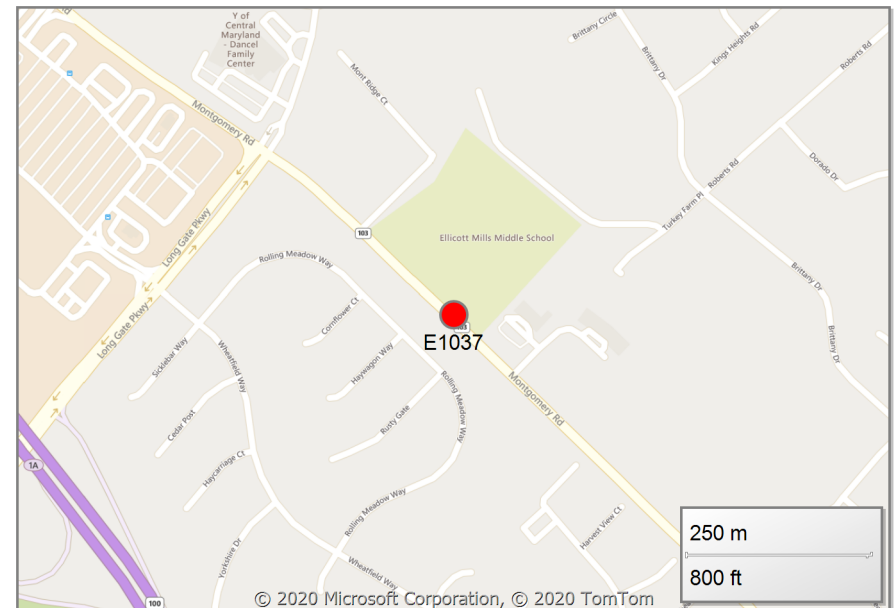 Rd
Y of
Central
Maryland
- Dancel
Family
Center
Brittany Circle
Kings Heights Rd
Brittany Dr
Roberts Rd
Mont Ridge Ct
Montgomery Rd
Dorado Dr
Roberts Rd
Turkey Farm Pl
Long Gate Pkwy
103
Ellicott Mills Middle School
Rolling Meadow Way
Brittany Dr
Long Gate Pkwy
Cornflower Ct
103
E1037
Brittany Dr
Sicklebar Way
Wheatfield Way
Haywagon Way
Rolling Meadow Way
Montgomery Rd
Rusty Gate
Cedar Post
Haycarriage Ct
1A
Rolling Meadow Way
Harvest View Ct
250 m
Yorkshire Dr
Wheatfield Way
800 ft
100
© 2020 Microsoft Corporation, © 2020 TomTom